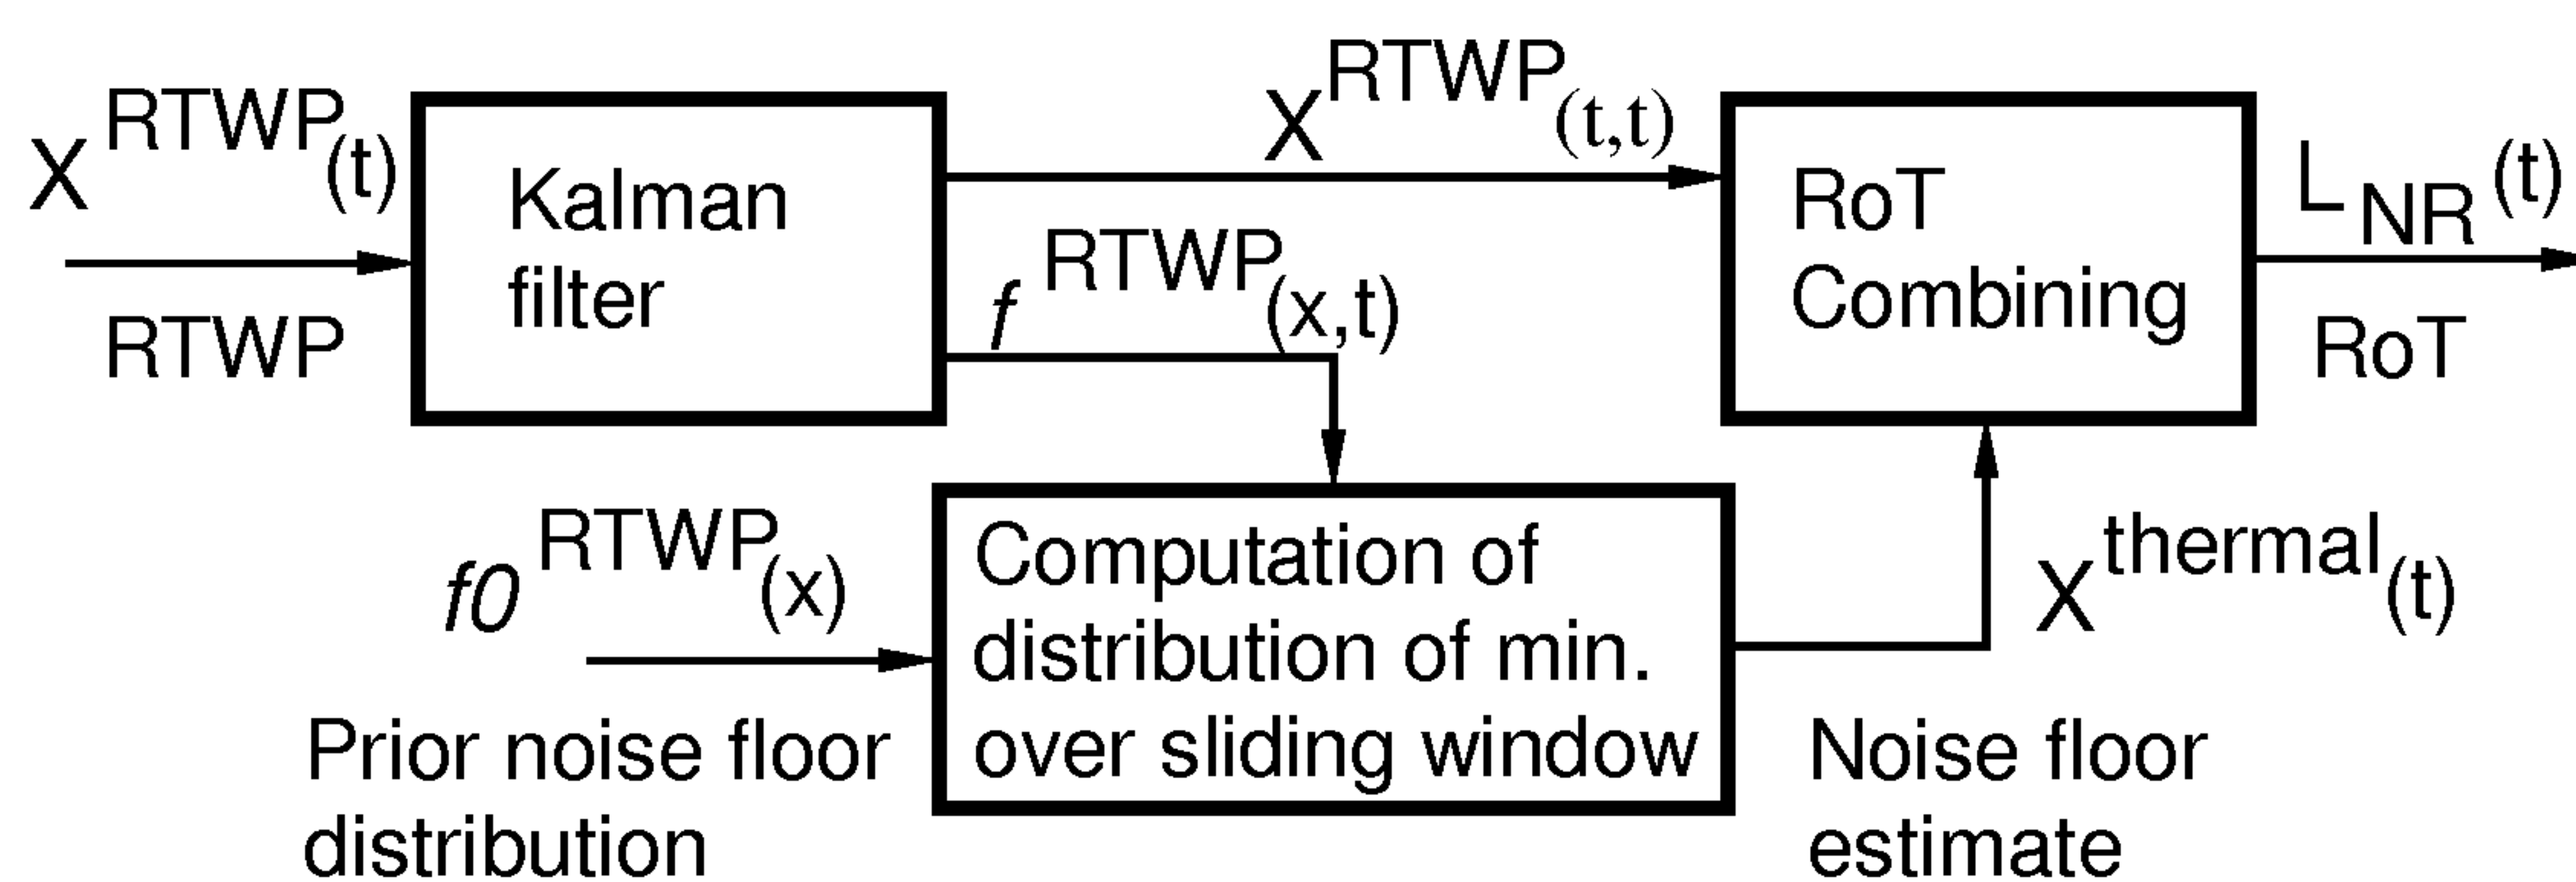 X RTWP(t)
RTWP
Kalman
filter
X RTWP(t,t)
f RTWP(x,t)
RoT
Combining
L NR (t)
RoT
f0 RTWP(x)
Prior noise floor
distribution
Computation of
distribution of min.
over sliding window
X thermal(t)
Noise floor
estimate